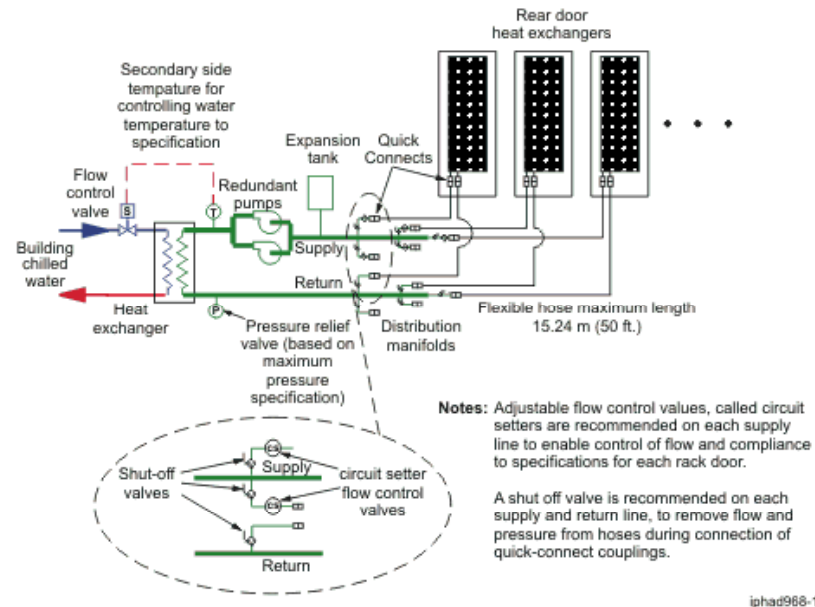 Rear door
heat exchangers
Secondary side
tempature for
controlling water
temperature to
specification
Expansion
tank
Quick
Connects
Flow
control
valve
Redundant
pumps
S
T
Building
chilled
water
Supply
Return
Heat
exchanger
P
Pressure relief
valve (based on
maximum
pressure
specification)
Distribution
manifolds
Flexible hose maximum length
15.24 m (50 ft.)
Notes: Adjustable flow control values, called circuit
setters are recommended on each supply
line to enable control of flow and compliance
to specifications for each rack door.
A shut off valve is recommended on each
supply and return line, to remove flow and
pressure from hoses during connection of
quick-connect couplings.
CS
Shut-off
valves
Supply
circuit setter
flow control
valves
CS
Return
iphad968-1